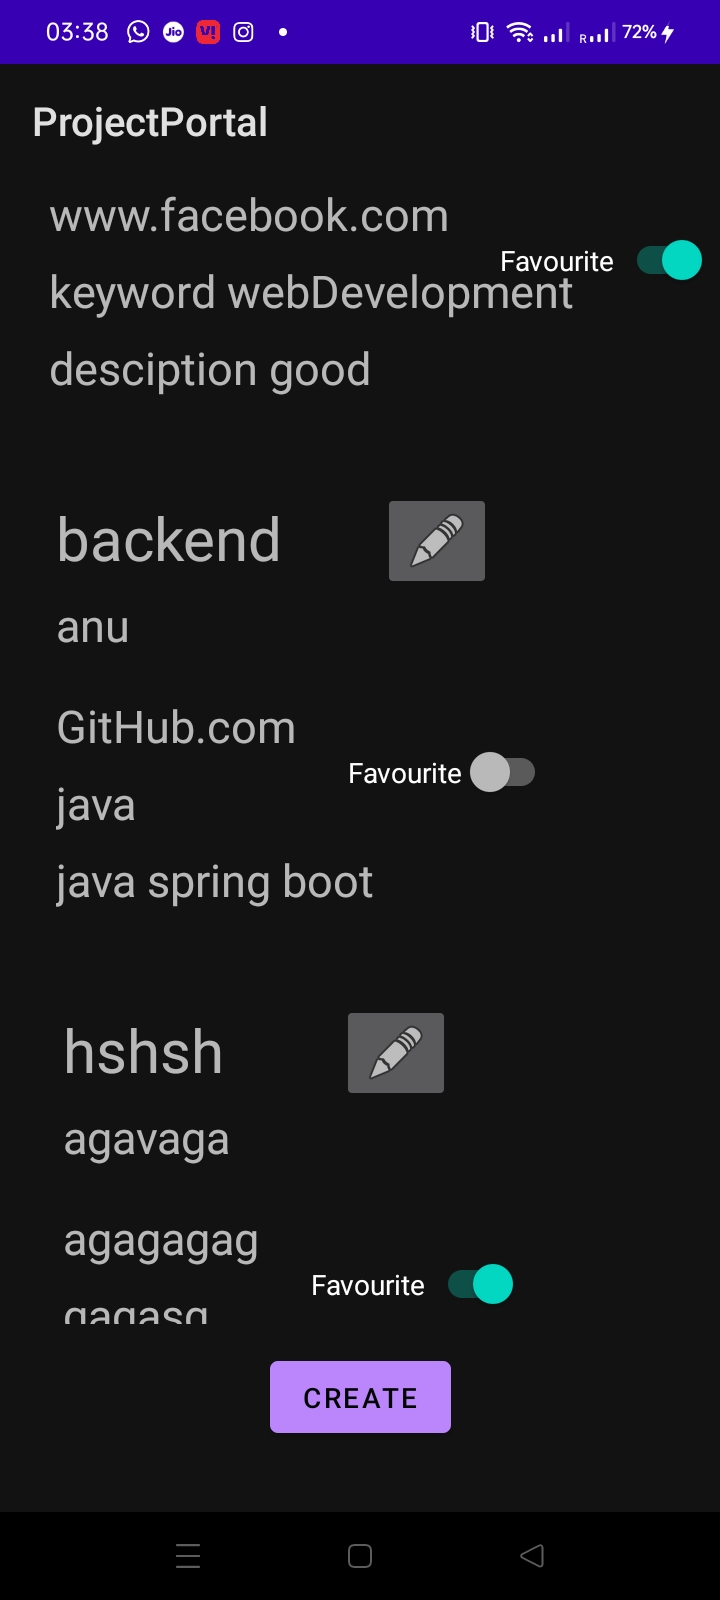 03:38 Jio V! R 72%
ProjectPortal
www.facebook.com
Favourite
keyword webDevelopment
desciption good
backend
anu
GitHub.com
Favourite
java
java spring boot
hshsh
agavaga
agagagag
Favourite
CREATE